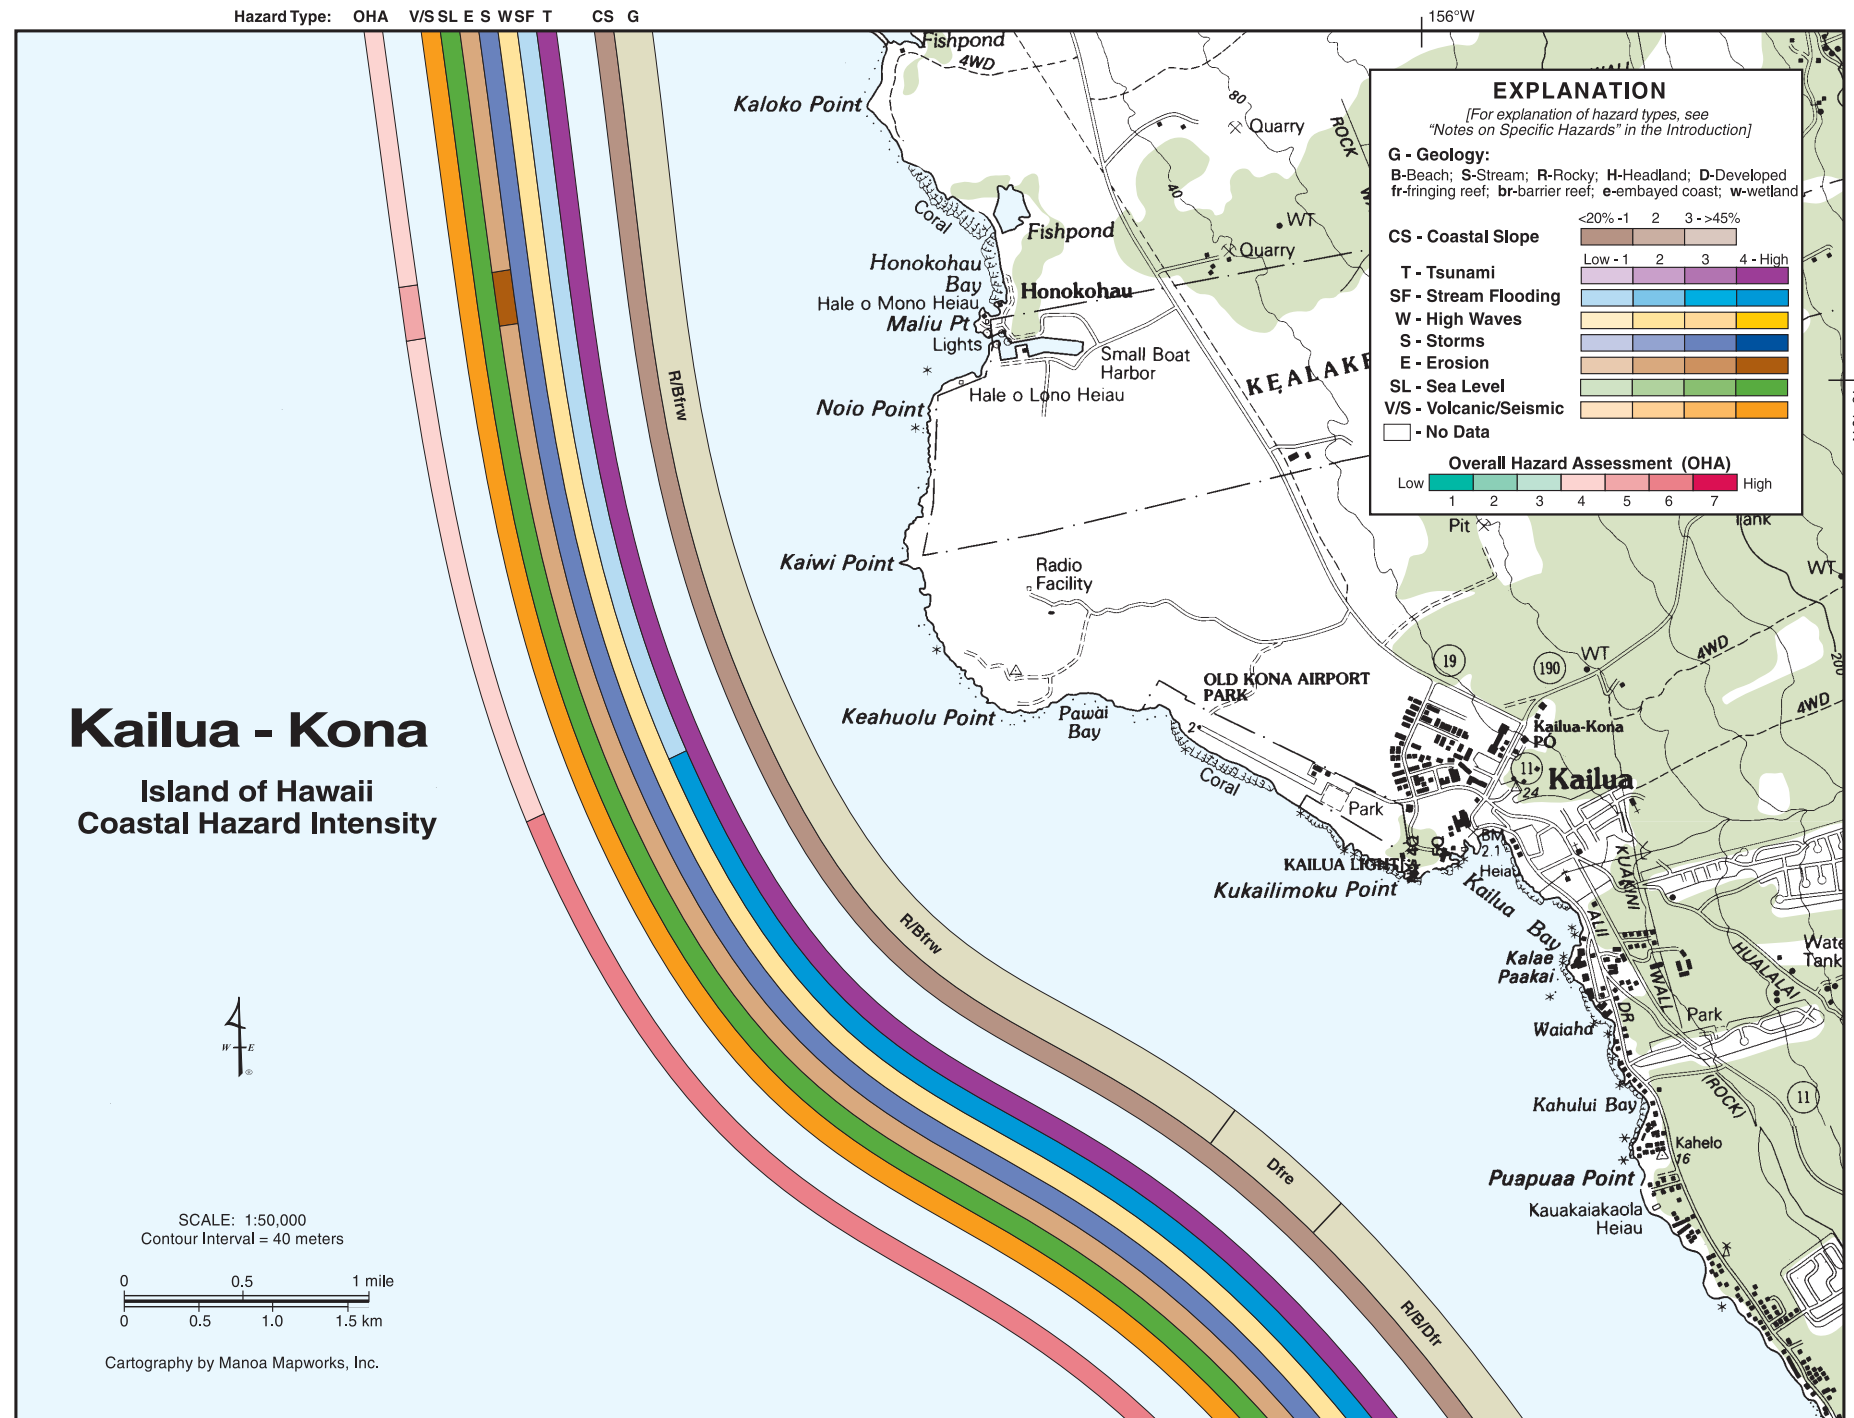 Hazard Type: OHA V/S SL E S W SF T CS G
156°W
Fishpond
4WD
Kaloko Point
80
Quarry
ROCK
40
WT
Coral
Fishpond
Quarry
Honokohau
Bay
Honokohau
Hale o Mono Heiau
Maliu Pt
Lights
Small Boat
Harbor
Hale o Lono Heiau
Noio Point
R/Bfrw
EXPLANATION
[For explanation of hazard types, see
“Notes on Specific Hazards” in the Introduction]
G - Geology:
B-Beach; S-Stream; R-Rocky; H-Headland; D-Developed
fr-fringing reef; br-barrier reef; e-embayed coast; w-wetland
<20% -1 2 3 - >45%
CS - Coastal Slope
Low - 1 2 3 4 - High
T - Tsunami
SF - Stream Flooding
W - High Waves
S - Storms
E - Erosion
SL - Sea Level
V/S - Volcanic/Seismic
- No Data
Overall Hazard Assessment (OHA)
Low High
1 2 3 4 5 6 7
KEALAKE
Pit
Tank
WT
Kaiwi Point
Radio
Facility
19
190
WT
4WD
200
4WD
OLD KONA AIRPORT
PARK
Keahuolu Point
Pawai
Bay
2
Kailua-Kona
PO
11
Kailua
24
Coral
Park
BM
2.1
KAILUA LIGHT
Heiau
Kukailimoku Point
Kailua
Bay
KUAKINI
WALL
ALII
DR
HUALALAI
Kalae
Paakai
Water
Tank
Waiaha
Park
(ROCK)
11
Kahului Bay
Kahelo
16
Puapuaa Point
Kauakaiakaola
Heiau
R/Bfrw
Dfre
R/B/Dfr
Kailua - Kona
Island of Hawaii
Coastal Hazard Intensity
W E
®
SCALE: 1:50,000
Contour Interval = 40 meters
0 0.5 1 mile
0 0.5 1.0 1.5 km
Cartography by Manoa Mapworks, Inc.